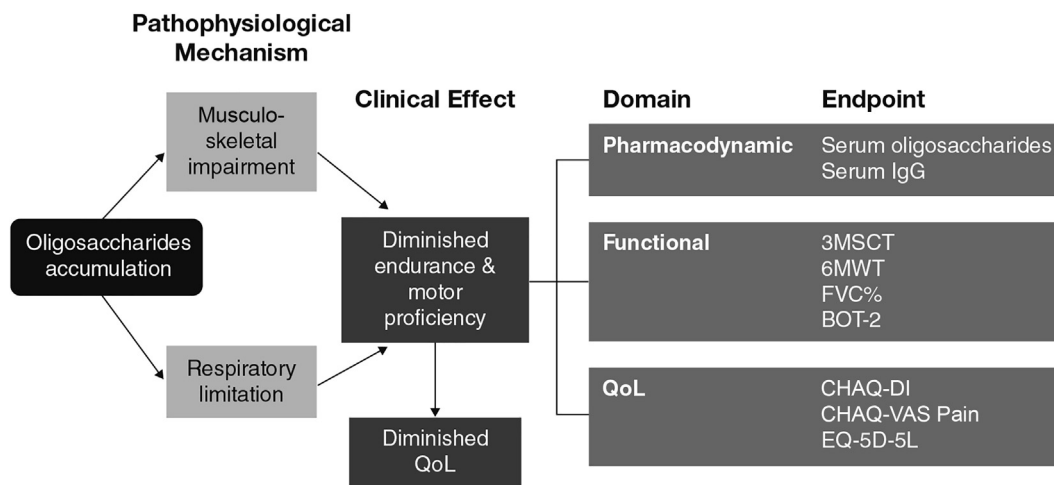 Pathophysiological
Mechanism
Musculo-
skeletal
impairment
Oligosaccharides
accumulation
Respiratory
limitation
Clinical Effect
Diminished
endurance &
motor
proficiency
Diminished
QoL
Domain
Endpoint
Pharmacodynamic
Serum oligosaccharides
Serum IgG
Functional
3MSCT
6MWT
FVC%
BOT-2
QoL
CHAQ-DI
CHAQ-VAS Pain
EQ-5D-5L